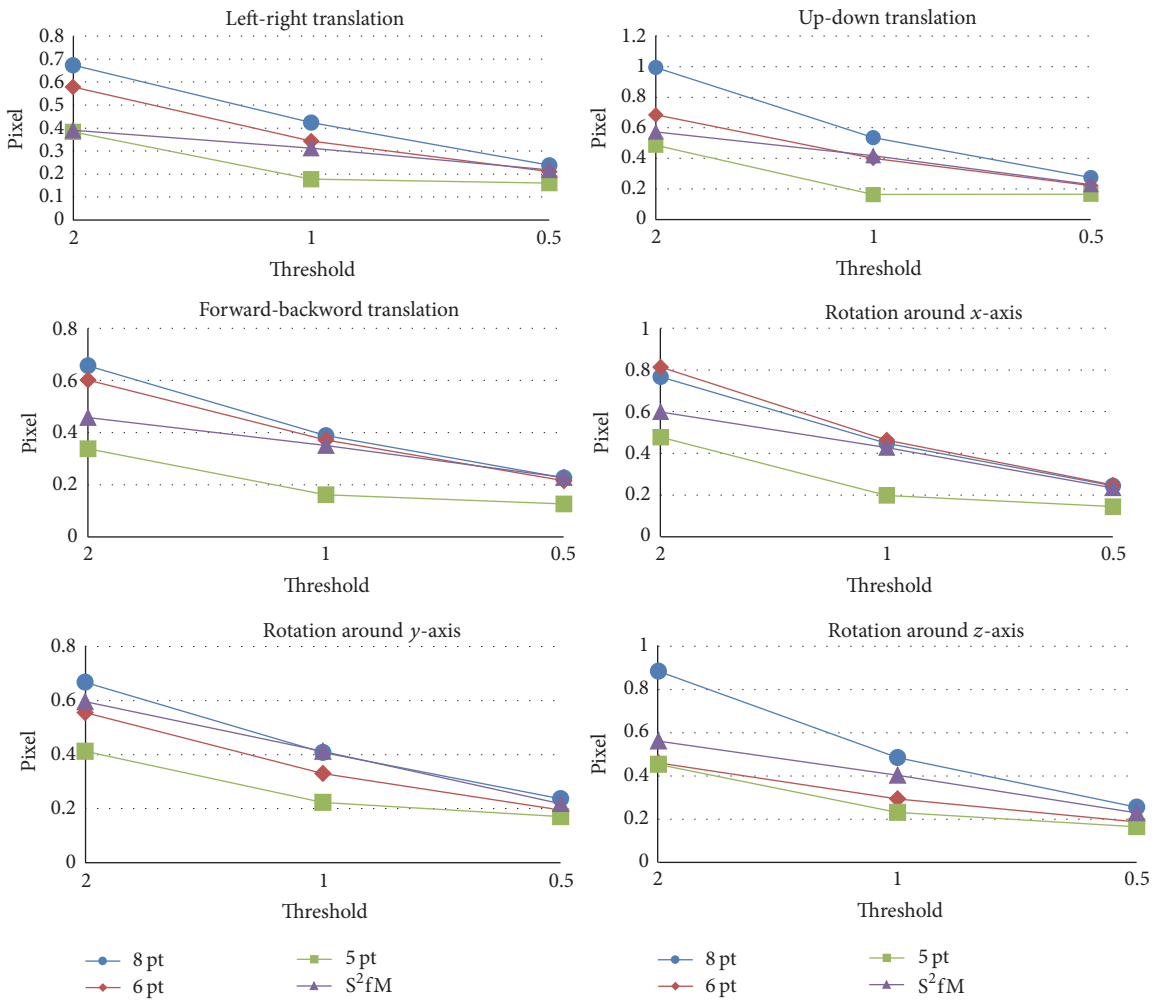 Left-right translation
0.8
0.7
0.6
0.5
0.4
0.3
0.2
0.1
0
Pixel
2
1
0.5
Threshold
Up-down translation
1.2
1
0.8
0.6
0.4
0.2
0
Pixel
2
1
0.5
Threshold
Forward-backword translation
0.8
0.6
0.4
0.2
0
Pixel
2
1
0.5
Threshold
Rotation around x-axis
1
0.8
0.6
0.4
0.2
0
Pixel
2
1
0.5
Threshold
Rotation around y-axis
0.8
0.6
0.4
0.2
0
Pixel
2
1
0.5
Threshold
Rotation around z-axis
1
0.8
0.6
0.4
0.2
0
Pixel
2
1
0.5
Threshold
8 pt
5 pt
6 pt
S²fM
8 pt
5 pt
6 pt
S²fM